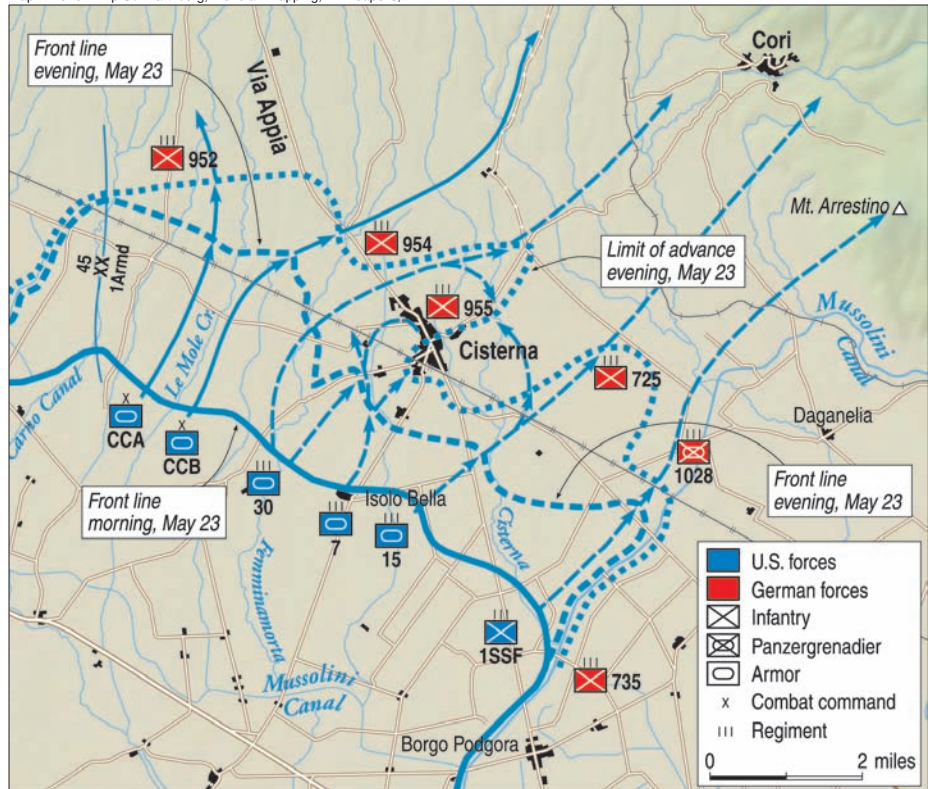 Front line
evening, May 23
Via Appia
Cori
952
954
Mt. Arrestino
45
XX
1Armd
Limit of advance
evening, May 23
955
Le Mole Cr.
Cisterna
Mussolini
Canal
725
Carno Canal
CCA
CCB
Daganelia
1028
Front line
morning, May 23
30
Isolo Bella
Front line
evening, May 23
7
15
Cisterna
Femminamorta
1SSF
735
Mussolini
Canal
Borgo Podgora
U.S. forces
German forces
Infantry
Panzergrenadier
Armor
x Combat command
III Regiment
0 2 miles